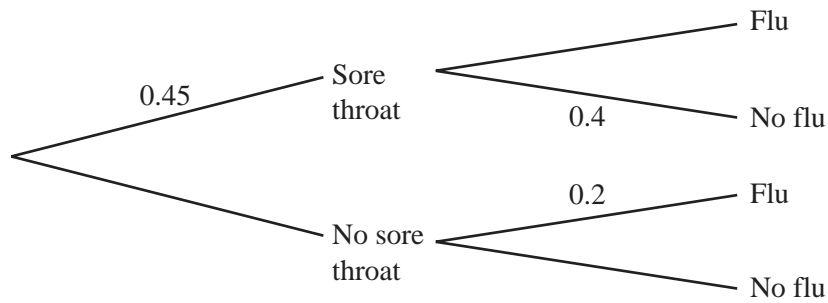 Flu
0.45
Sore
throat
0.4
No flu
0.2
Flu
No sore
throat
No flu